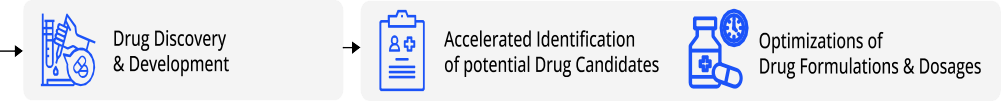 Drug Discovery
& Development
Accelerated Identification
of potential Drug Candidates
Optimizations of
Drug Formulations & Dosages